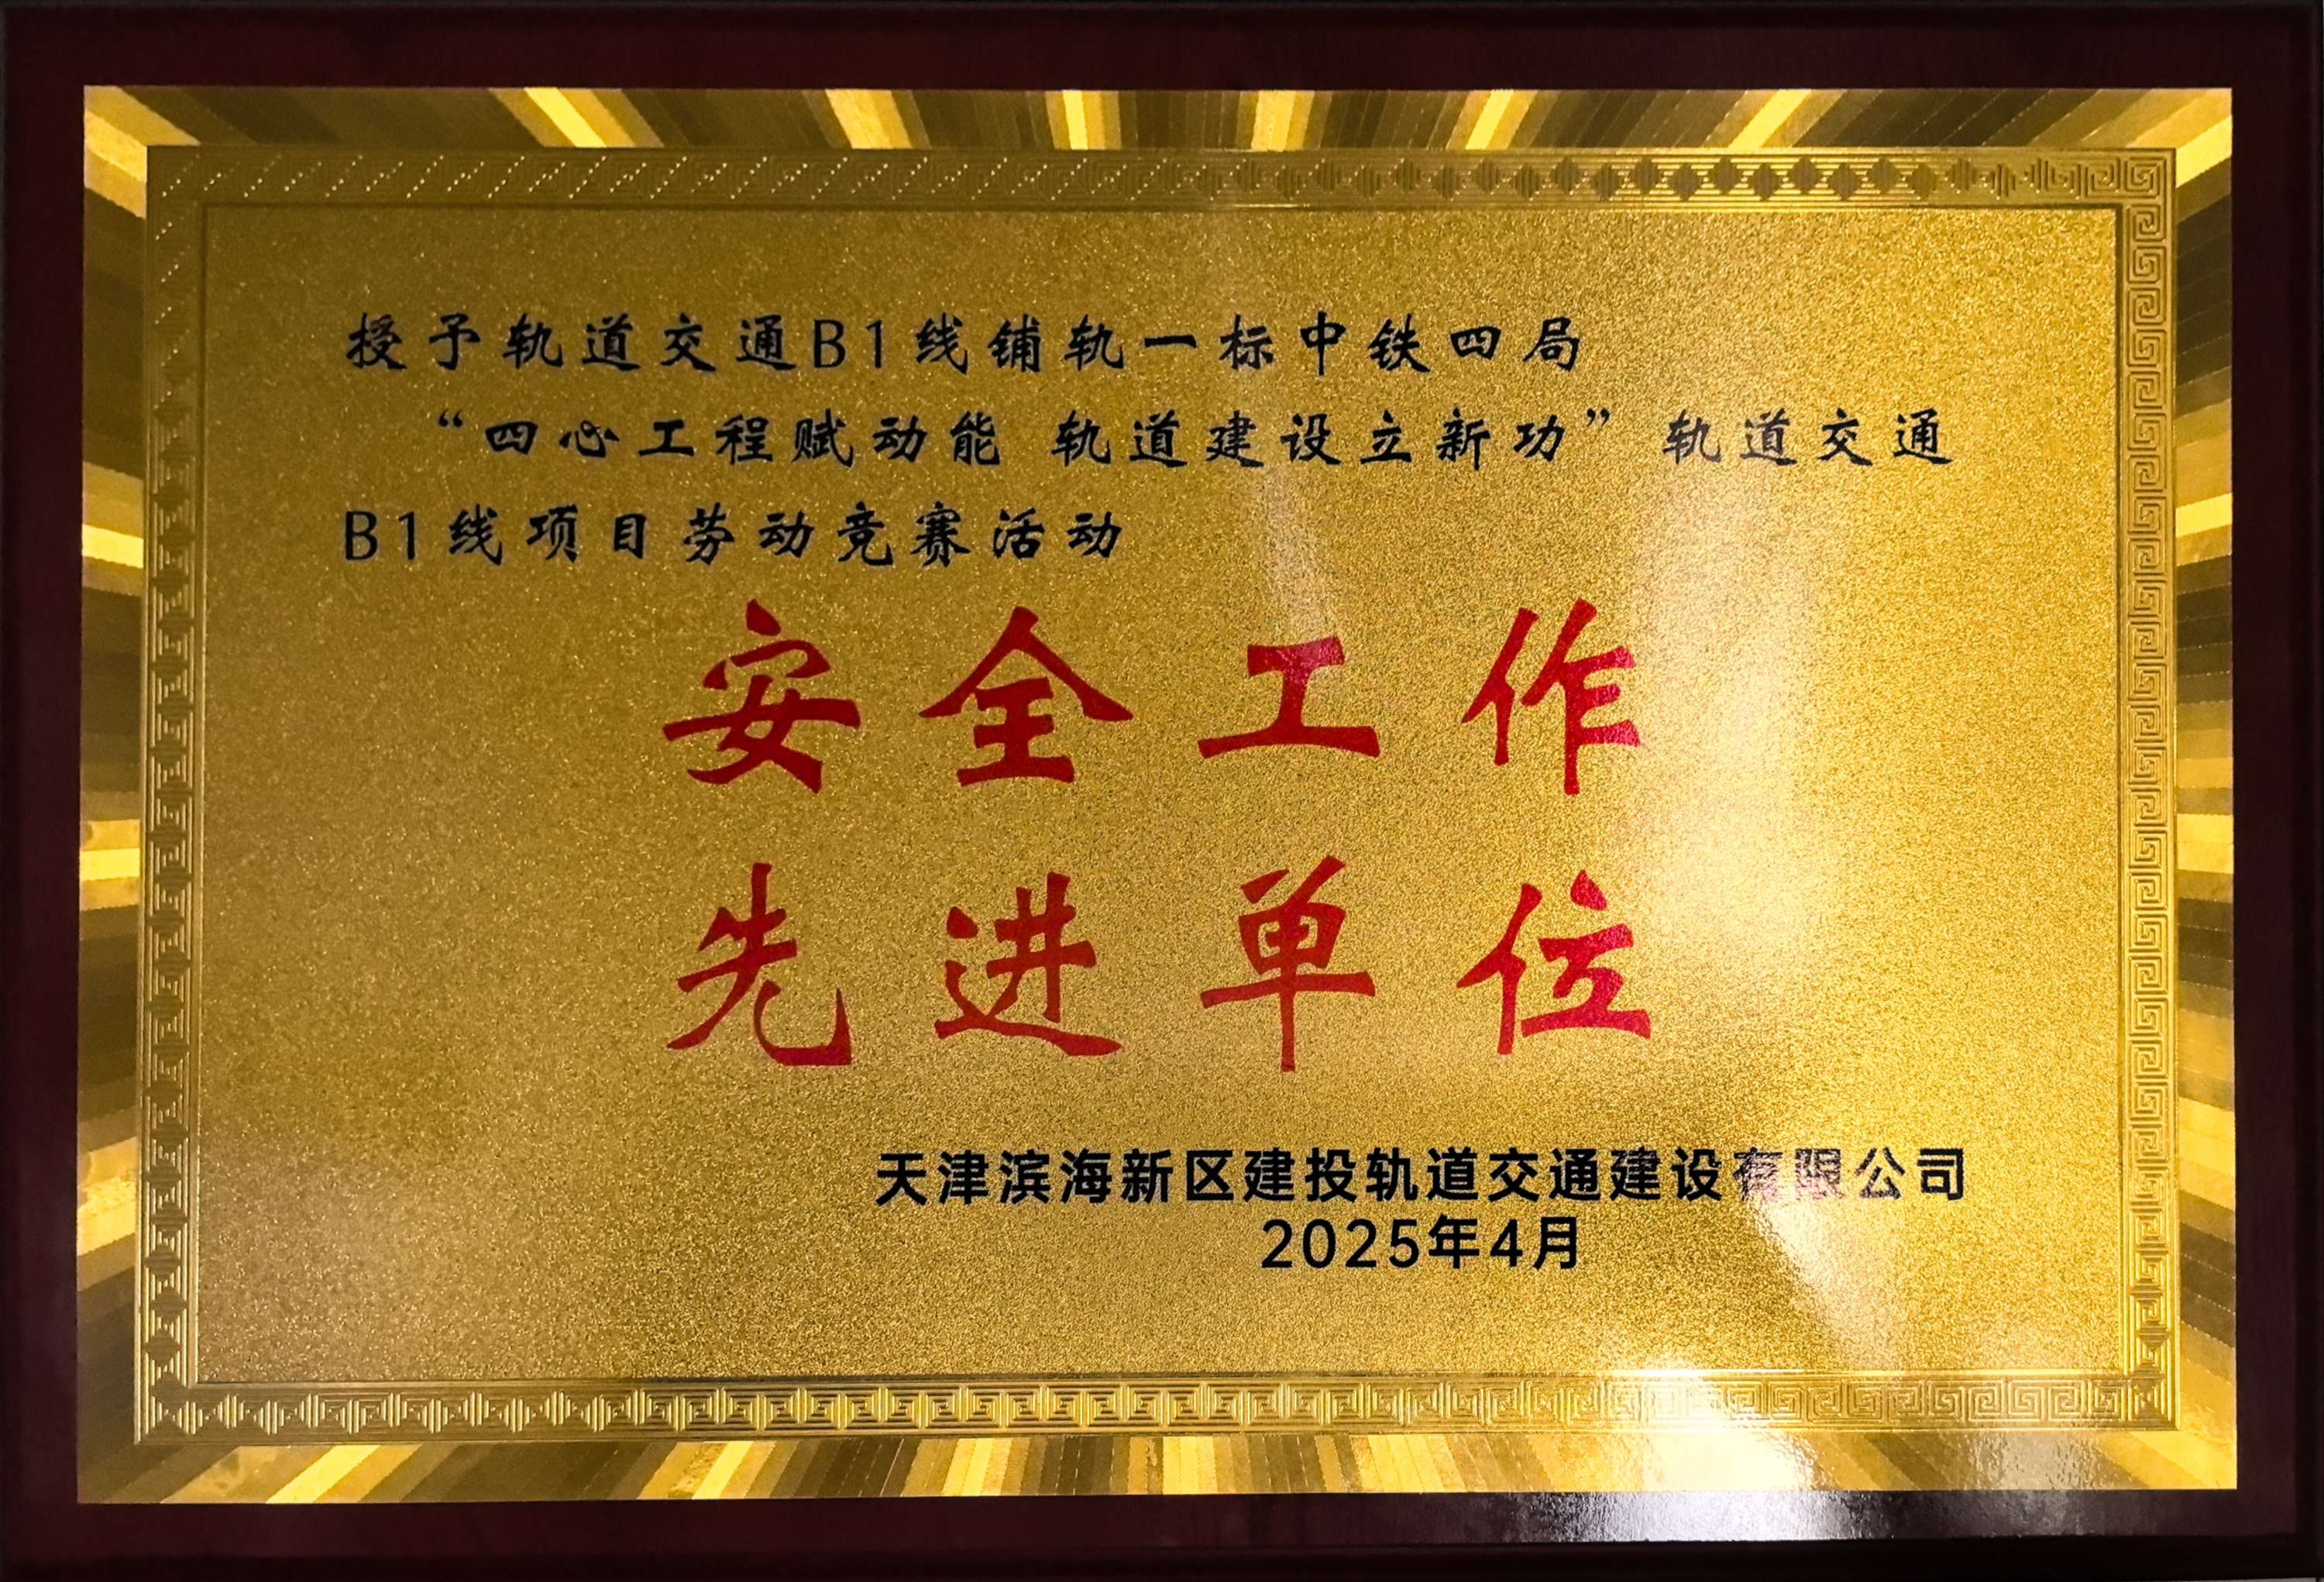 授予轨道交通B1线铺轨一标中铁四局
“四心工程赋动能 轨道建设立新功”轨道交通
B1线项目劳动竞赛活动
安全工作
先进单位
天津滨海新区建投轨道交通建设有限公司
2025年4月